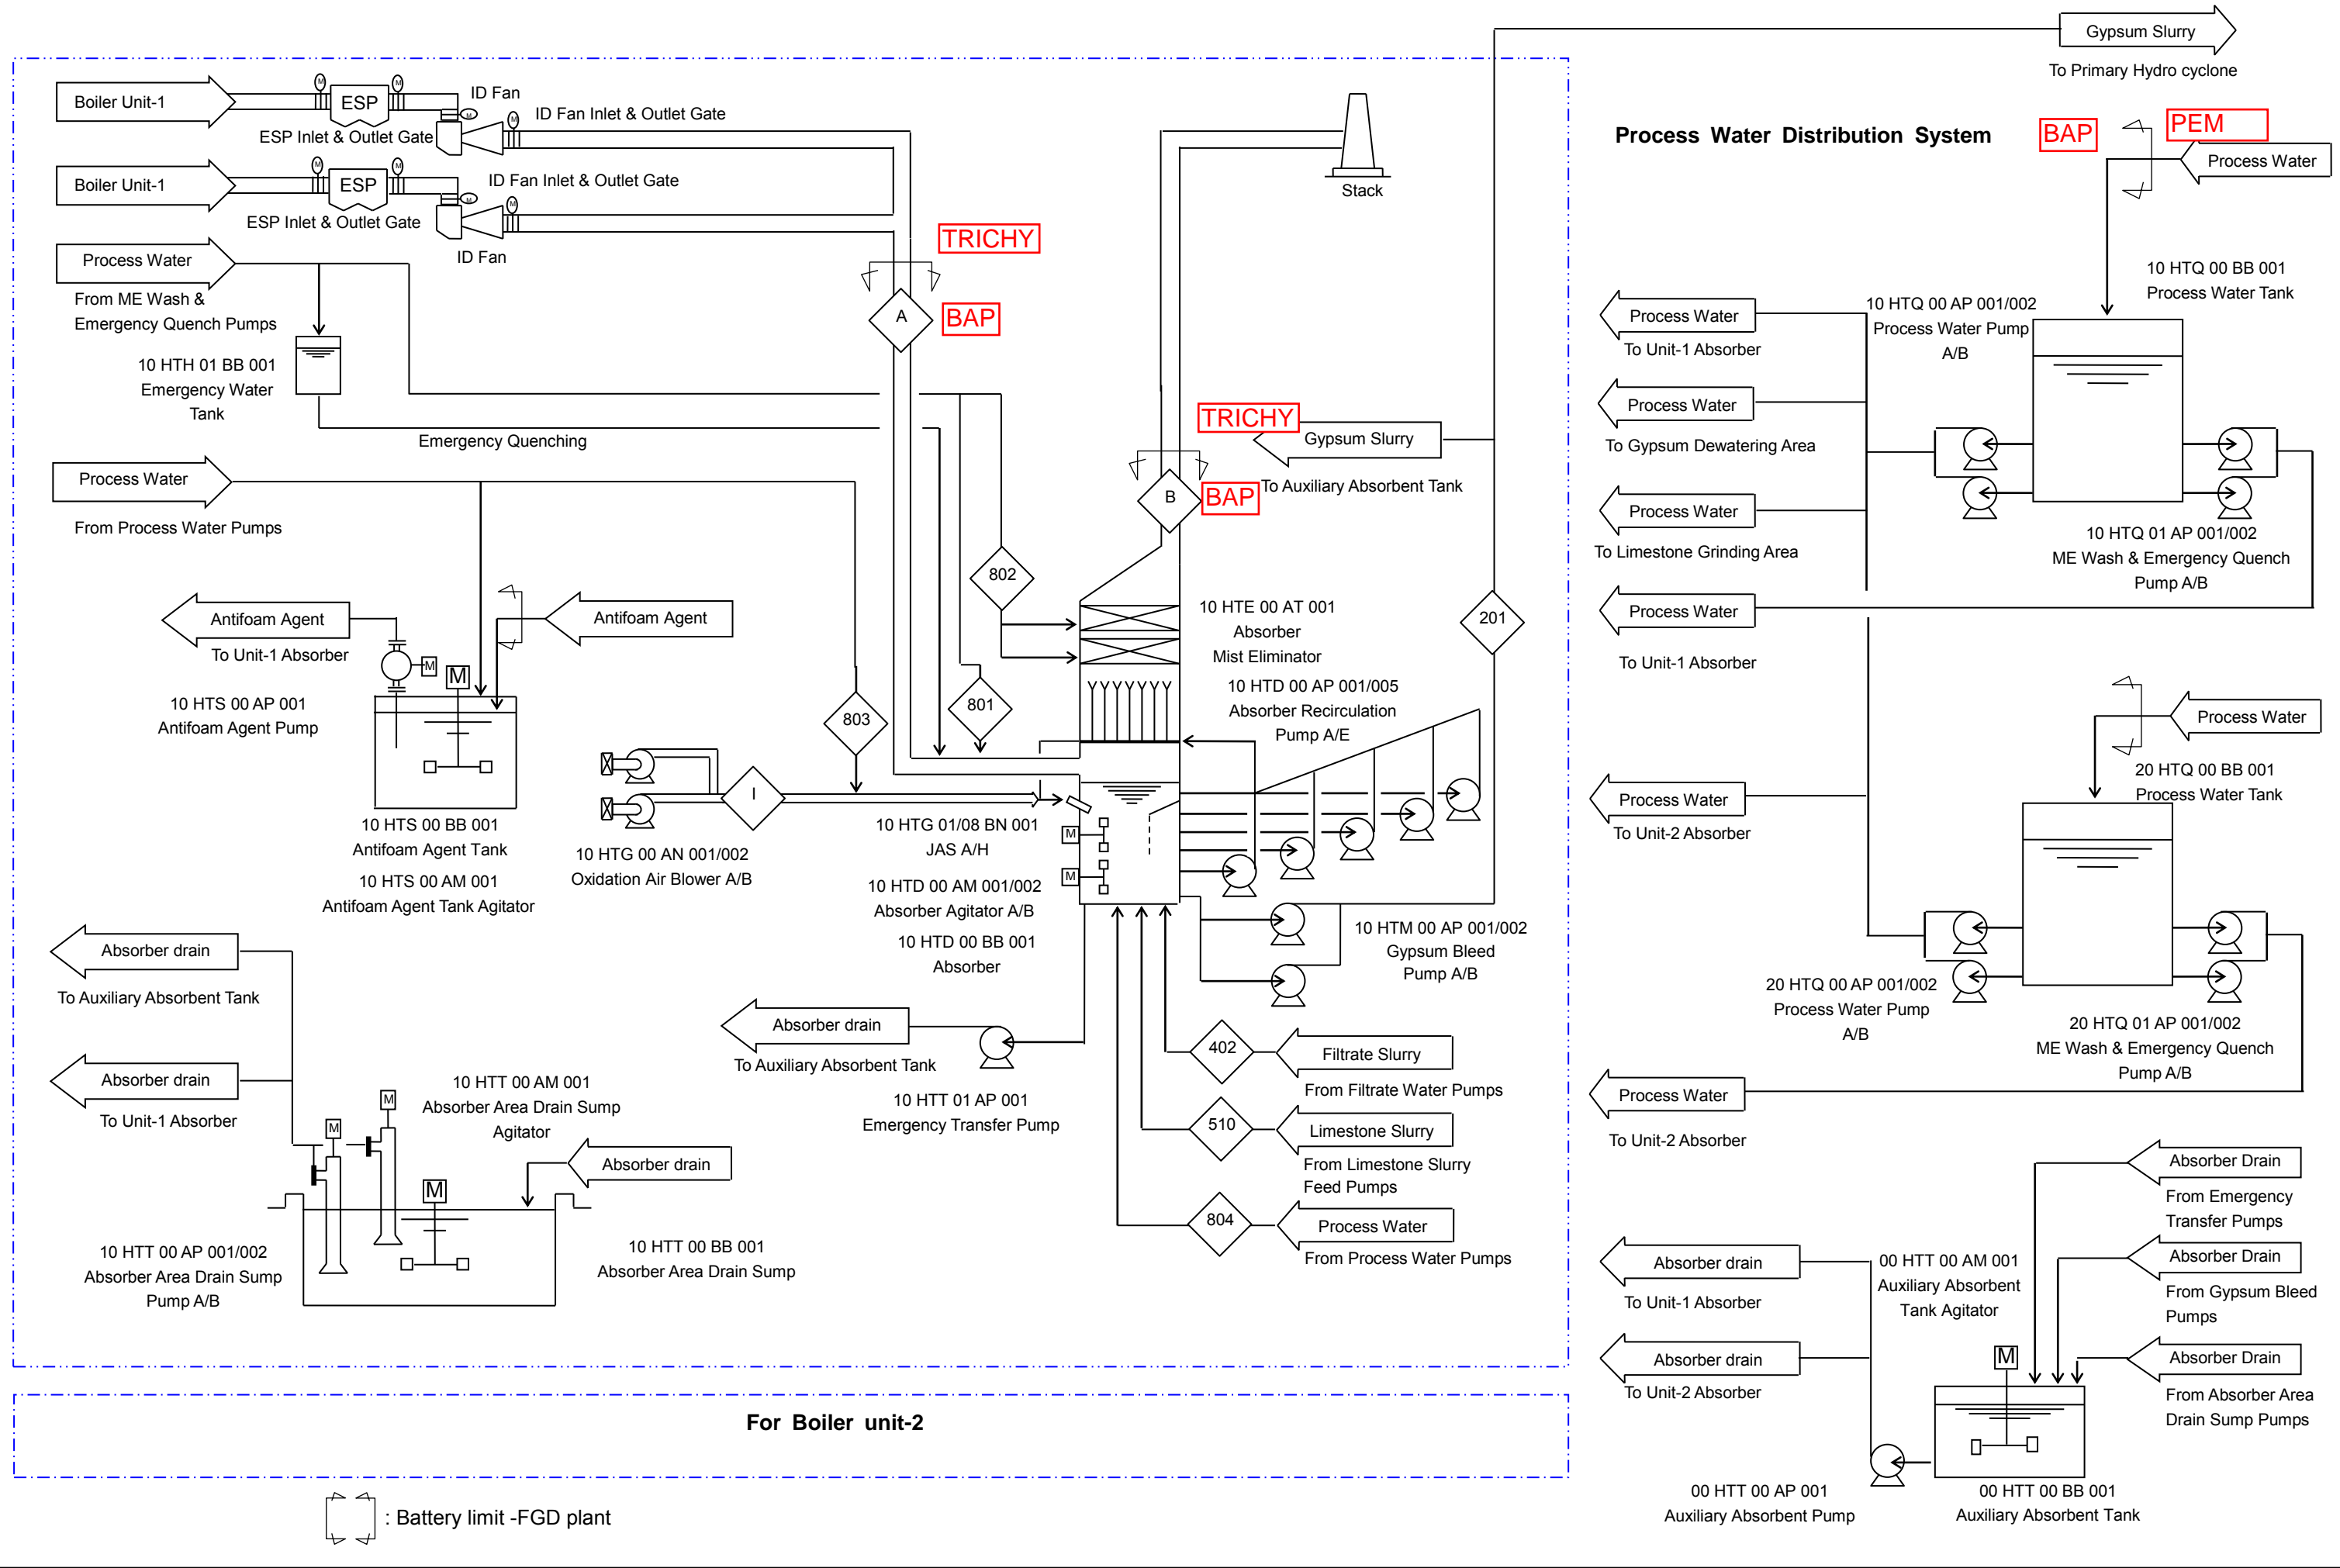 Gypsum Slurry
To Primary Hydro cyclone
Boiler Unit-1
M
M
ESP
ESP Inlet & Outlet Gate
ID Fan
M
M
ID Fan Inlet & Outlet Gate
Boiler Unit-1
M
M
ESP
ESP Inlet & Outlet Gate
M
M
ID Fan Inlet & Outlet Gate
ID Fan
Process Water
From ME Wash &
Emergency Quench Pumps
10 HTH 01 BB 001
Emergency Water
Tank
Emergency Quenching
TRICHY
A
BAP
Stack
TRICHY
Gypsum Slurry
To Auxiliary Absorbent Tank
B
BAP
Process Water
From Process Water Pumps
Antifoam Agent
To Unit-1 Absorber
Antifoam Agent
M
M
10 HTS 00 AP 001
Antifoam Agent Pump
10 HTS 00 BB 001
Antifoam Agent Tank
10 HTS 00 AM 001
Antifoam Agent Tank Agitator
802
801
803
201
I
10 HTG 00 AN 001/002
Oxidation Air Blower A/B
10 HTE 00 AT 001
Absorber
Mist Eliminator
10 HTD 00 AP 001/005
Absorber Recirculation
Pump A/E
10 HTG 01/08 BN 001
JAS A/H
M
M
10 HTD 00 AM 001/002
Absorber Agitator A/B
10 HTD 00 BB 001
Absorber
10 HTM 00 AP 001/002
Gypsum Bleed
Pump A/B
Absorber drain
To Auxiliary Absorbent Tank
Absorber drain
To Unit-1 Absorber
Absorber drain
To Auxiliary Absorbent Tank
10 HTT 01 AP 001
Emergency Transfer Pump
402
Filtrate Slurry
From Filtrate Water Pumps
510
Limestone Slurry
From Limestone Slurry
Feed Pumps
804
Process Water
From Process Water Pumps
10 HTT 00 AM 001
Absorber Area Drain Sump
Agitator
M
M
M
Absorber drain
10 HTT 00 AP 001/002
Absorber Area Drain Sump
Pump A/B
10 HTT 00 BB 001
Absorber Area Drain Sump
For Boiler unit-2
: Battery limit -FGD plant
Process Water Distribution System
BAP
PEM
Process Water
10 HTQ 00 BB 001
Process Water Tank
10 HTQ 00 AP 001/002
Process Water Pump
A/B
Process Water
To Unit-1 Absorber
Process Water
To Gypsum Dewatering Area
Process Water
To Limestone Grinding Area
10 HTQ 01 AP 001/002
ME Wash & Emergency Quench
Pump A/B
Process Water
To Unit-1 Absorber
Process Water
20 HTQ 00 BB 001
Process Water Tank
Process Water
To Unit-2 Absorber
20 HTQ 00 AP 001/002
Process Water Pump
A/B
20 HTQ 01 AP 001/002
ME Wash & Emergency Quench
Pump A/B
Process Water
To Unit-2 Absorber
Absorber Drain
From Emergency
Transfer Pumps
Absorber Drain
From Gypsum Bleed
Pumps
Absorber Drain
From Absorber Area
Drain Sump Pumps
Absorber drain
To Unit-1 Absorber
Absorber drain
To Unit-2 Absorber
00 HTT 00 AM 001
Auxiliary Absorbent
Tank Agitator
M
00 HTT 00 AP 001
Auxiliary Absorbent Pump
00 HTT 00 BB 001
Auxiliary Absorbent Tank